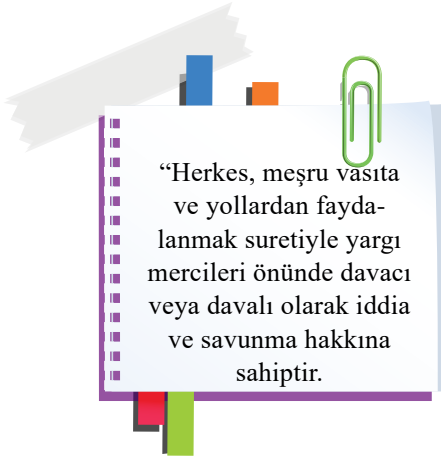 “Herkes, meşru vasıta
ve yollardan fayda-
lanmak suretiyle yargı
mercileri önünde davacı
veya davalı olarak iddia
ve savunma hakkına
sahiptir.